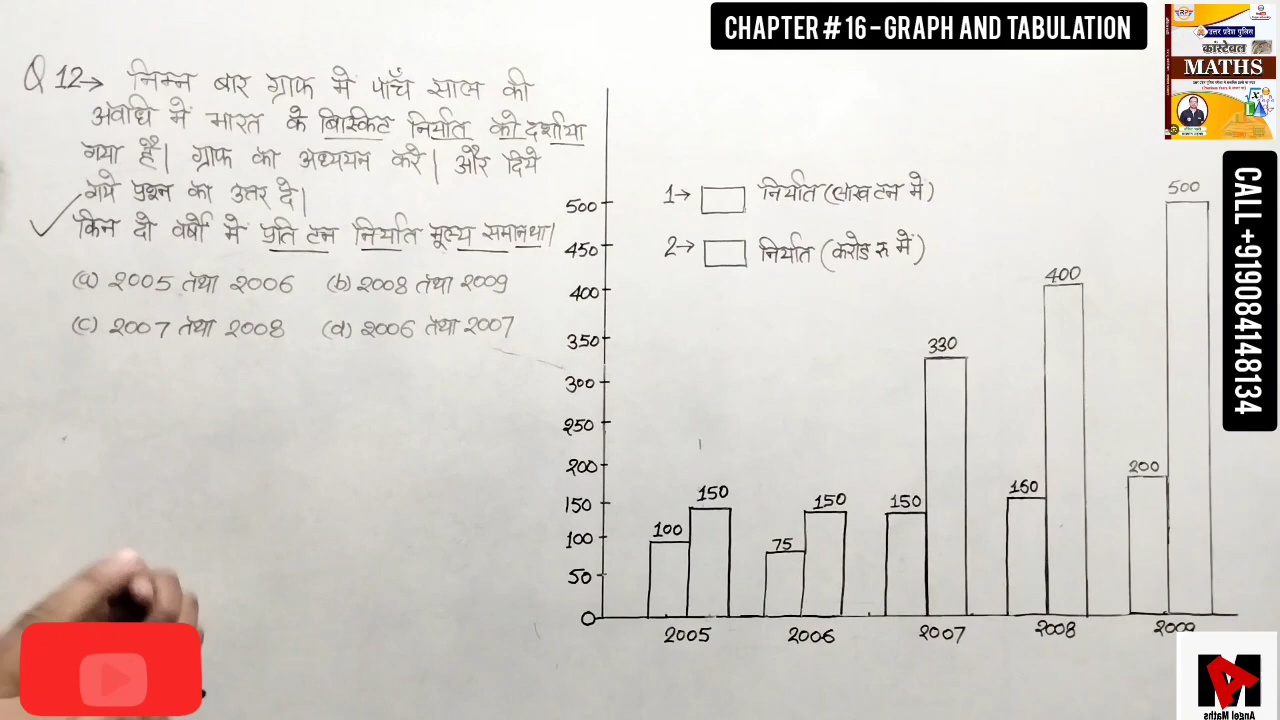 CHAPTER # 16 – GRAPH AND TABULATION
Q 12→ निम्न बार ग्राफ मे पाँच साल की
अवधि में भारत के बिस्किट निर्यात को दर्शाया
गया है। ग्राफ का अध्ययन करें। और दिये
गये प्रश्न का उत्तर दे।
किन दो वर्षो मे प्रति टन निर्यात मूल्य समान था।
(a) 2005 तथा 2006 (b) 2008 तथा 2009
(c) 2007 तथा 2008 (d) 2006 तथा 2007
1→ निर्यात (लाख टन मे)
2→ निर्यात (करोड रु में)
500
450
400
350
300
250
200
150
100
50
0
100 150
75 150
150 330
160 400
200 500
2005 2006 2007 2008 2009
उत्तर प्रदेश पुलिस
कांस्टेबल
MATHS
CALL +919084148134
Angel Maths